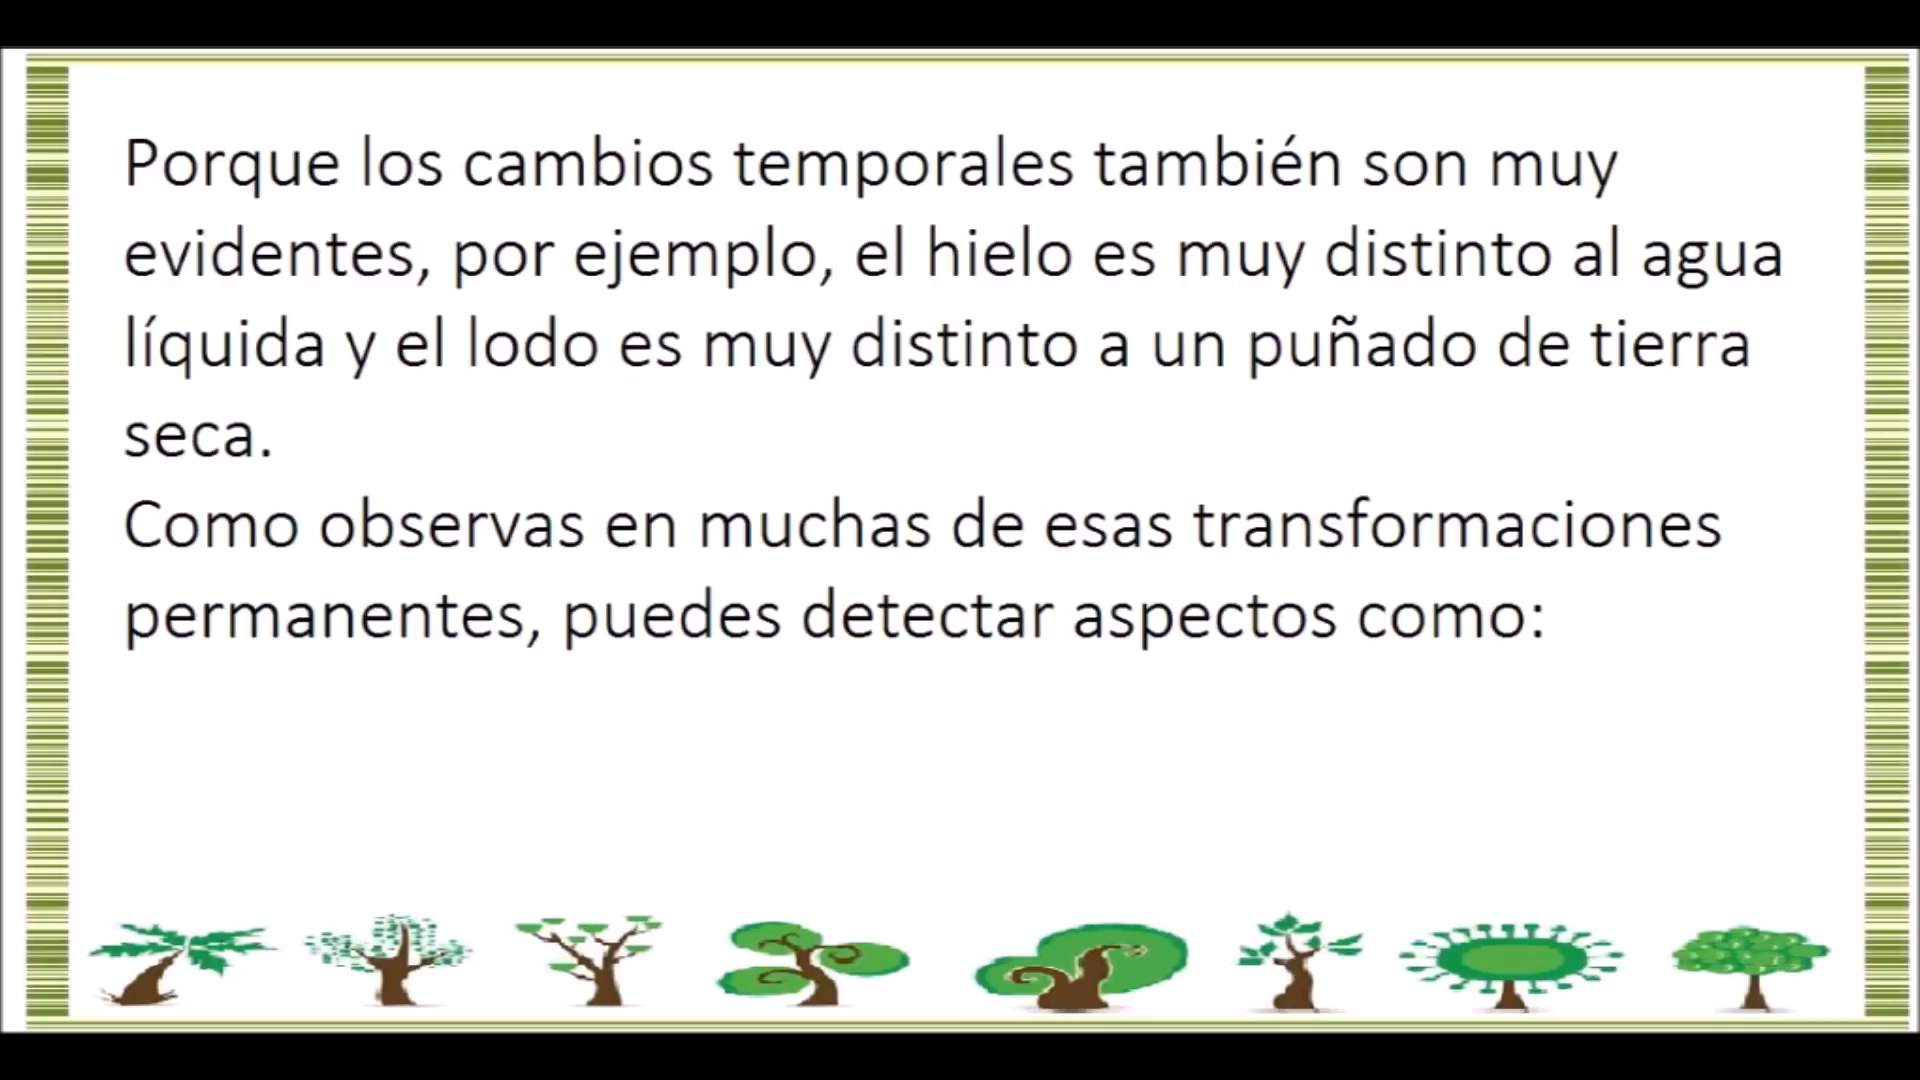 Porque los cambios temporales también son muy
evidentes, por ejemplo, el hielo es muy distinto al agua
líquida y el lodo es muy distinto a un puñado de tierra
seca.
Como observas en muchas de esas transformaciones
permanentes, puedes detectar aspectos como: